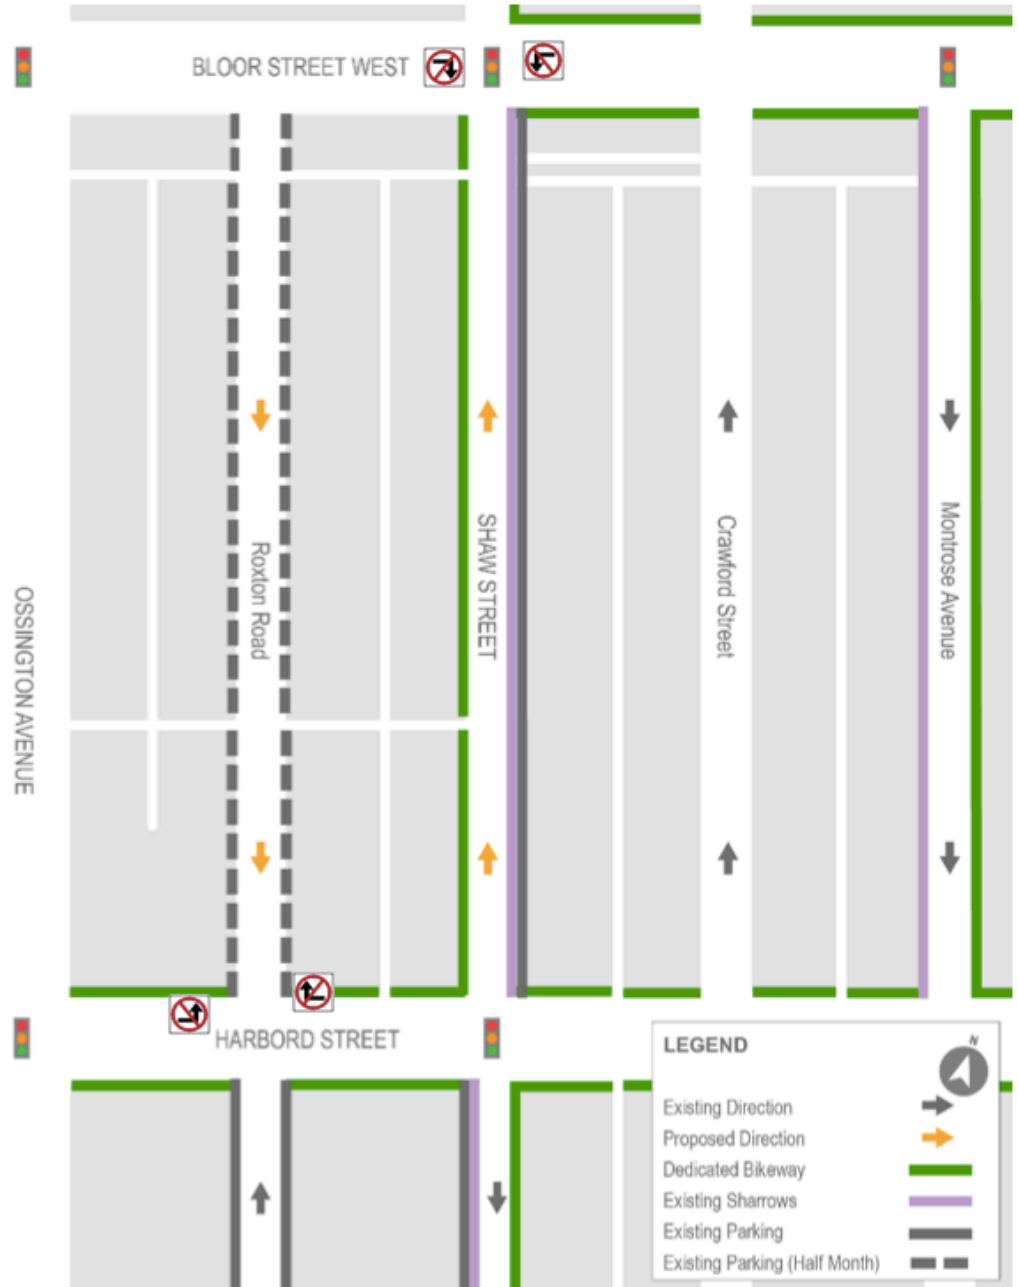 BLOOR STREET WEST
OSSINGTON AVENUE
Roxton Road
SHAW STREET
Crawford Street
Montrose Avenue
HARBORD STREET
LEGEND
N
Existing Direction
Proposed Direction
Dedicated Bikeway
Existing Sharrows
Existing Parking
Existing Parking (Half Month)